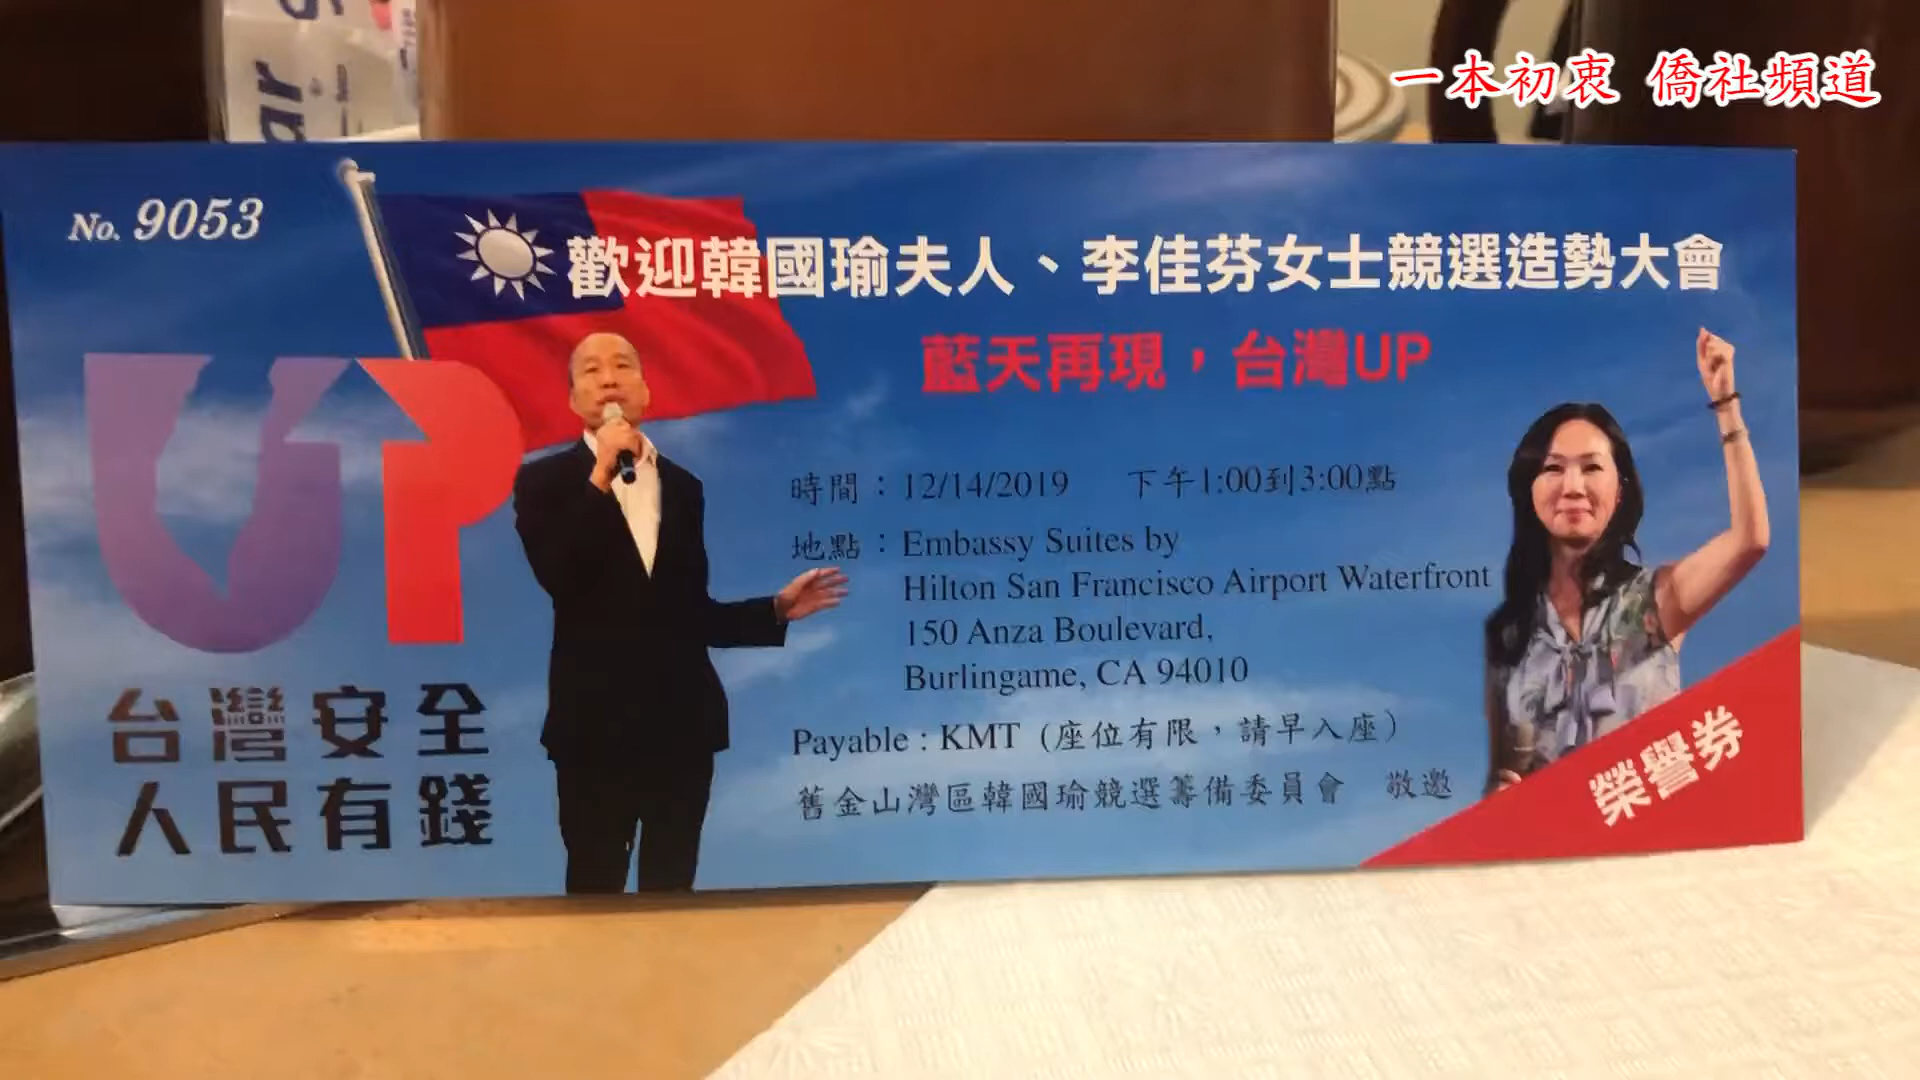 一本初衷 僑社頻道
ar
No. 9053
歡迎韓國瑜夫人、李佳芬女士競選造勢大會
藍天再現，台灣UP
UP
台灣安全
人民有錢
時間：12/14/2019 下午1:00到3:00點
地點：Embassy Suites by
Hilton San Francisco Airport Waterfront
150 Anza Boulevard,
Burlingame, CA 94010
Payable : KMT (座位有限，請早入座)
舊金山灣區韓國瑜競選籌備委員會 敬邀
榮譽券